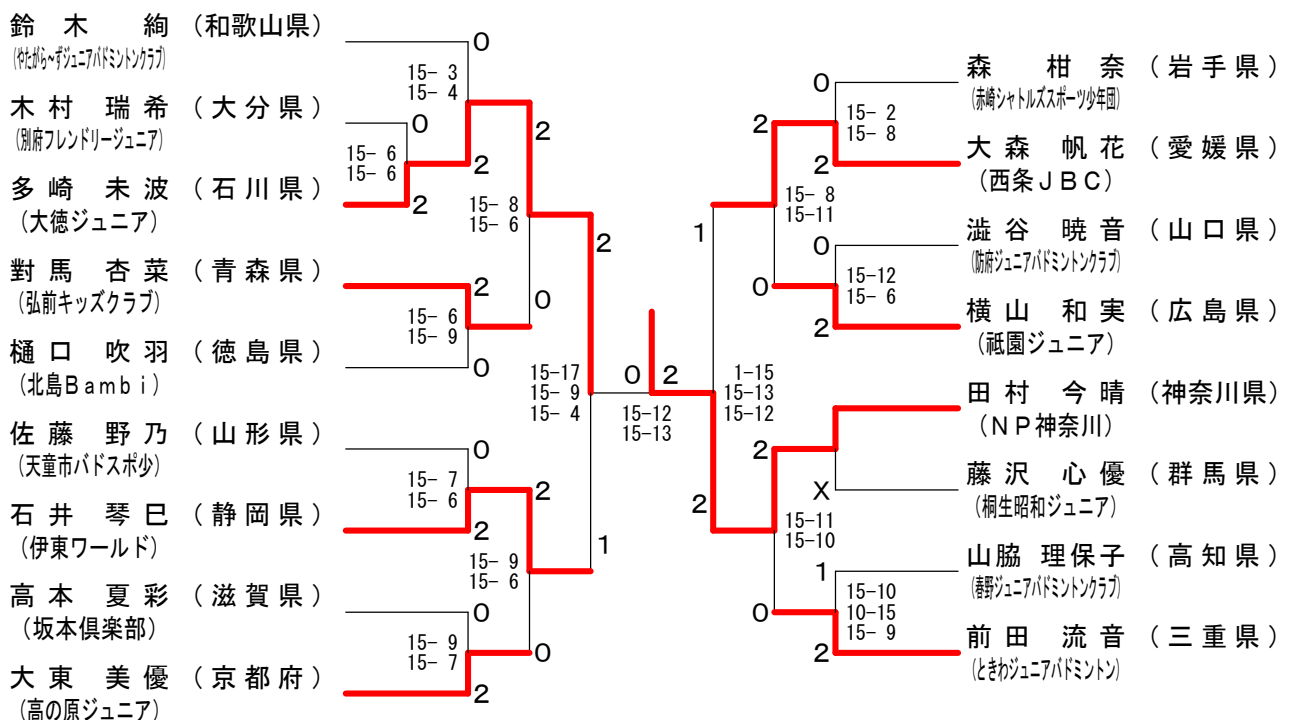 鈴木 絢 (和歌山県)
(やたがら～ずジュニアバドミントンクラブ)
木村 瑞希 (大分県)
(別府フレンドリージュニア)
多崎 未波 (石川県)
(大徳ジュニア)
對馬 杏菜 (青森県)
(弘前キッズクラブ)
樋口 吹羽 (徳島県)
(北島Bambi)
佐藤 野乃 (山形県)
(天童市バドスポ少)
石井 琴巳 (静岡県)
(伊東ワールド)
高本 夏彩 (滋賀県)
(坂本倶楽部)
大東 美優 (京都府)
(高の原ジュニア)
0
15- 3
15- 4
2
0
15- 6
15- 6
2
2
15- 8
15- 6
2
15- 6
15- 9
0
0
2
15-17
15- 9
15- 4
0
15- 7
15- 6
2
2
15- 9
15- 6
1
0
15- 9
15- 7
2
0
0
2
15-12
15-13
1
1-15
15-13
15-12
2
2
15- 8
15-11
0
0
15- 2
15- 8
2
0
15-12
15- 6
2
2
X
15-11
15-10
0
1
15-10
10-15
15- 9
2
森 柑奈 (岩手県)
(赤崎シャトルズスポーツ少年団)
大森 帆花 (愛媛県)
(西条JBC)
澁谷 暁音 (山口県)
(防府ジュニアバドミントンクラブ)
横山 和実 (広島県)
(祇園ジュニア)
田村 今晴 (神奈川県)
(NP神奈川)
藤沢 心優 (群馬県)
(桐生昭和ジュニア)
山脇 理保子 (高知県)
(春野ジュニアバドミントンクラブ)
前田 流音 (三重県)
(ときわジュニアバドミントン)